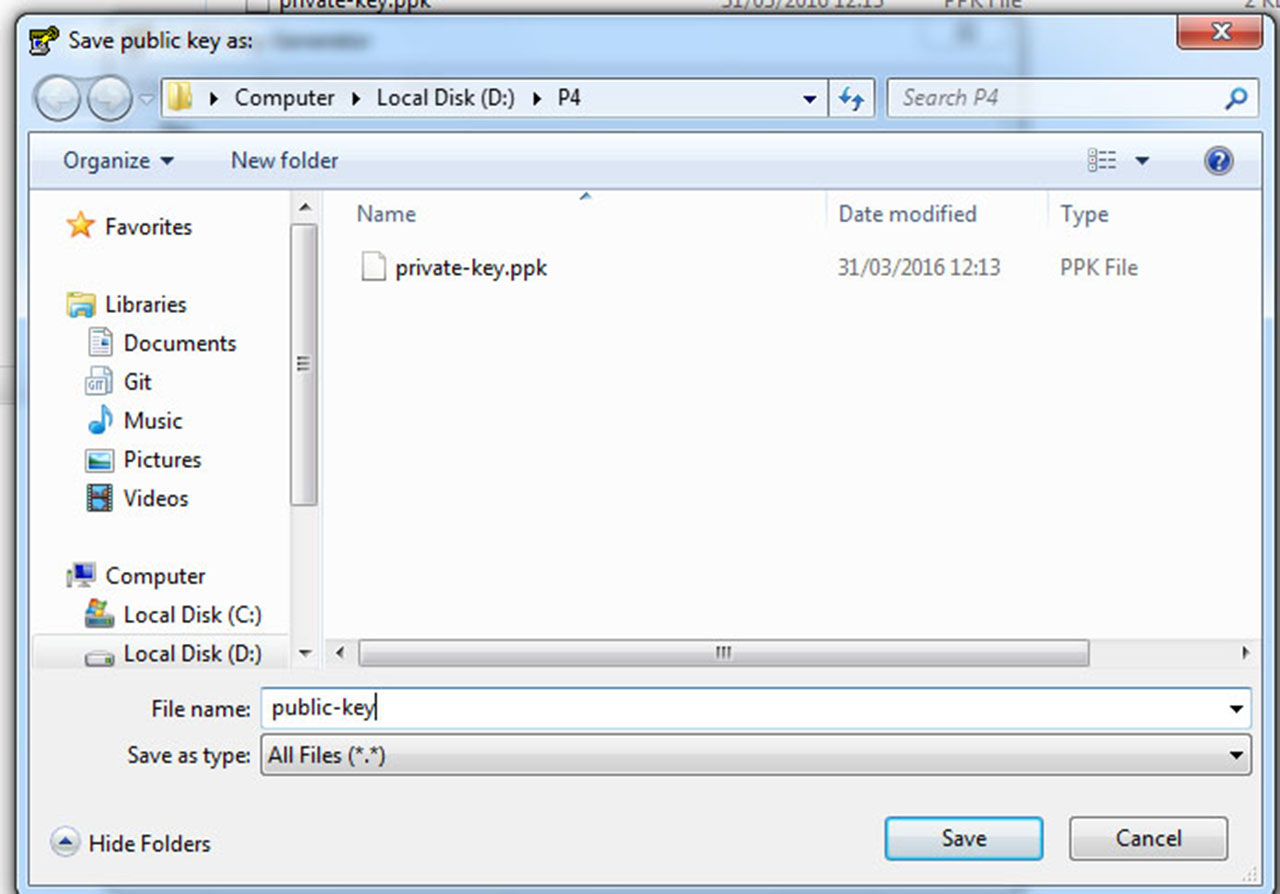 private-key.ppk 31/03/2016 12:13 PPK File 2 K
Save public key as: Generator
Computer Local Disk (D:) P4 Search P4
Organize New folder
Name Date modified Type
private-key.ppk 31/03/2016 12:13 PPK File
Favorites
Libraries
Documents
Git
Music
Pictures
Videos
Computer
Local Disk (C:)
Local Disk (D:)
File name: public-key
Save as type: All Files (*.*)
Hide Folders Save Cancel